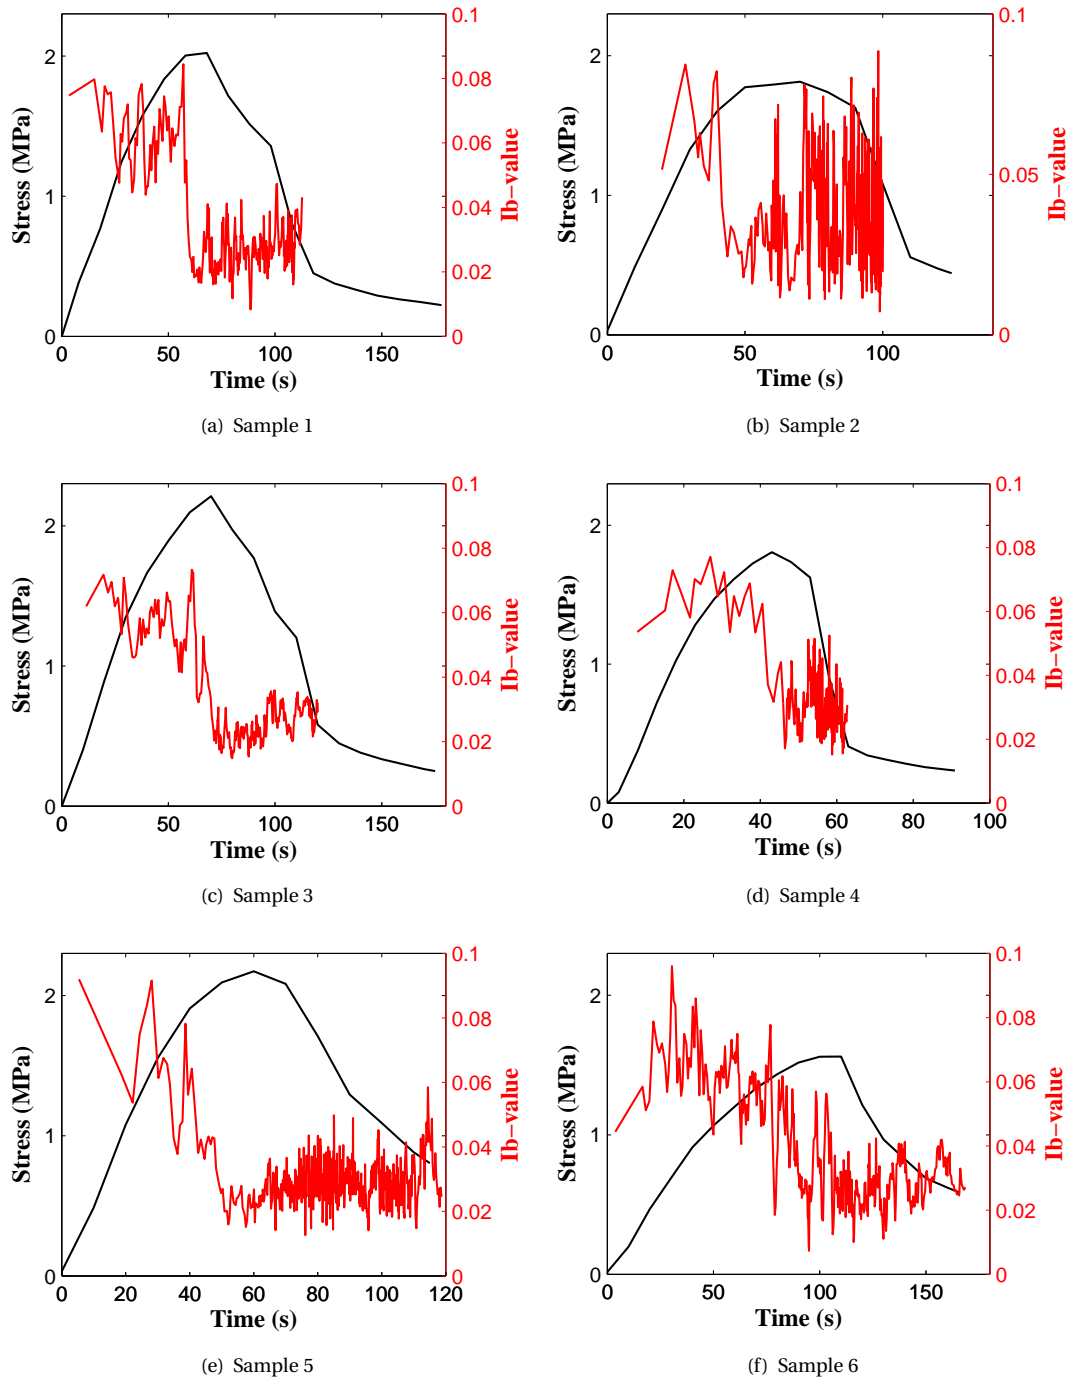 0.1
2
0.08
0.06
1
0.04
0.02
0
0
0 50 100 150
Stress (MPa)
Ib−value
Time (s)
(a) Sample 1
0.1
2
1
0.05
0
0
0 50 100
Stress (MPa)
Ib−value
Time (s)
(b) Sample 2
0.1
2
0.08
0.06
1
0.04
0.02
0
0
0 50 100 150
Stress (MPa)
Ib−value
Time (s)
(c) Sample 3
0.1
2
0.08
0.06
1
0.04
0.02
0
0
0 20 40 60 80 100
Stress (MPa)
Ib−value
Time (s)
(d) Sample 4
0.1
2
0.08
0.06
1
0.04
0.02
0
0
0 20 40 60 80 100 120
Stress (MPa)
Ib−value
Time (s)
(e) Sample 5
0.1
2
0.08
0.06
1
0.04
0.02
0
0
0 50 100 150
Stress (MPa)
Ib−value
Time (s)
(f) Sample 6